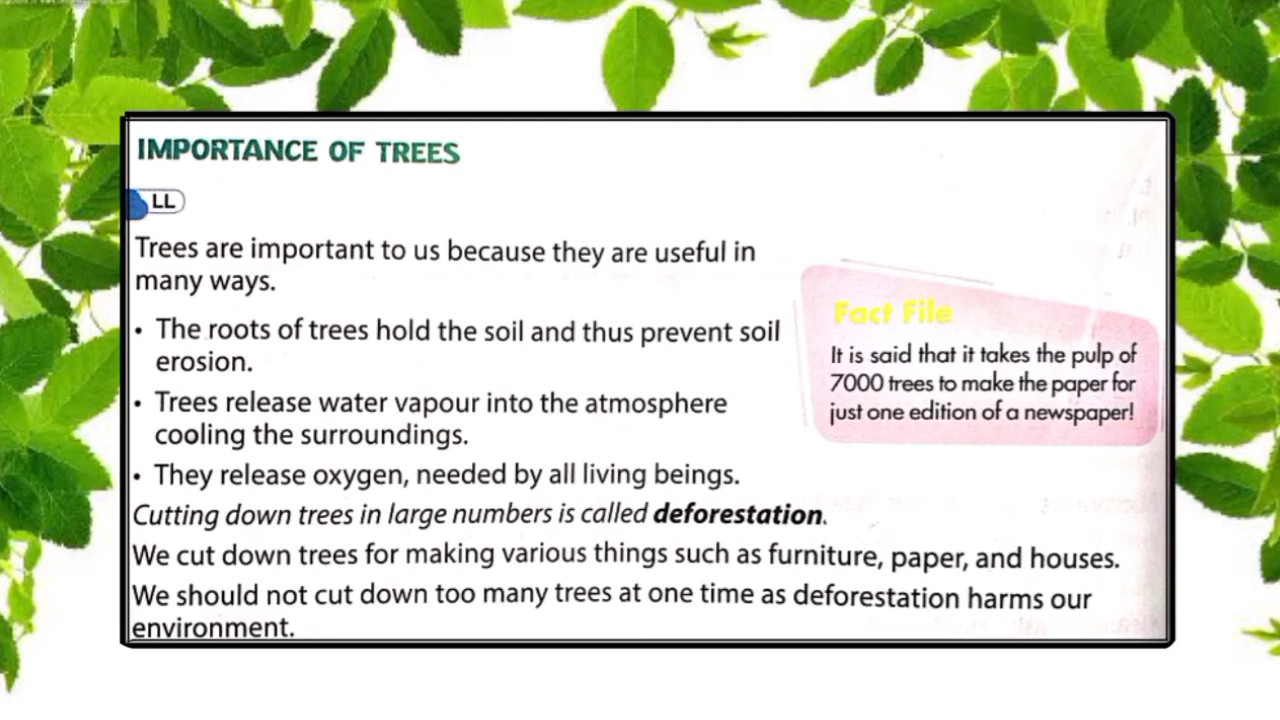 IMPORTANCE OF TREES
LL
Trees are important to us because they are useful in
many ways.
• The roots of trees hold the soil and thus prevent soil
erosion.
• Trees release water vapour into the atmosphere
cooling the surroundings.
• They release oxygen, needed by all living beings.
Cutting down trees in large numbers is called deforestation.
We cut down trees for making various things such as furniture, paper, and houses.
We should not cut down too many trees at one time as deforestation harms our
environment.
Fact File
It is said that it takes the pulp of
7000 trees to make the paper for
just one edition of a newspaper!